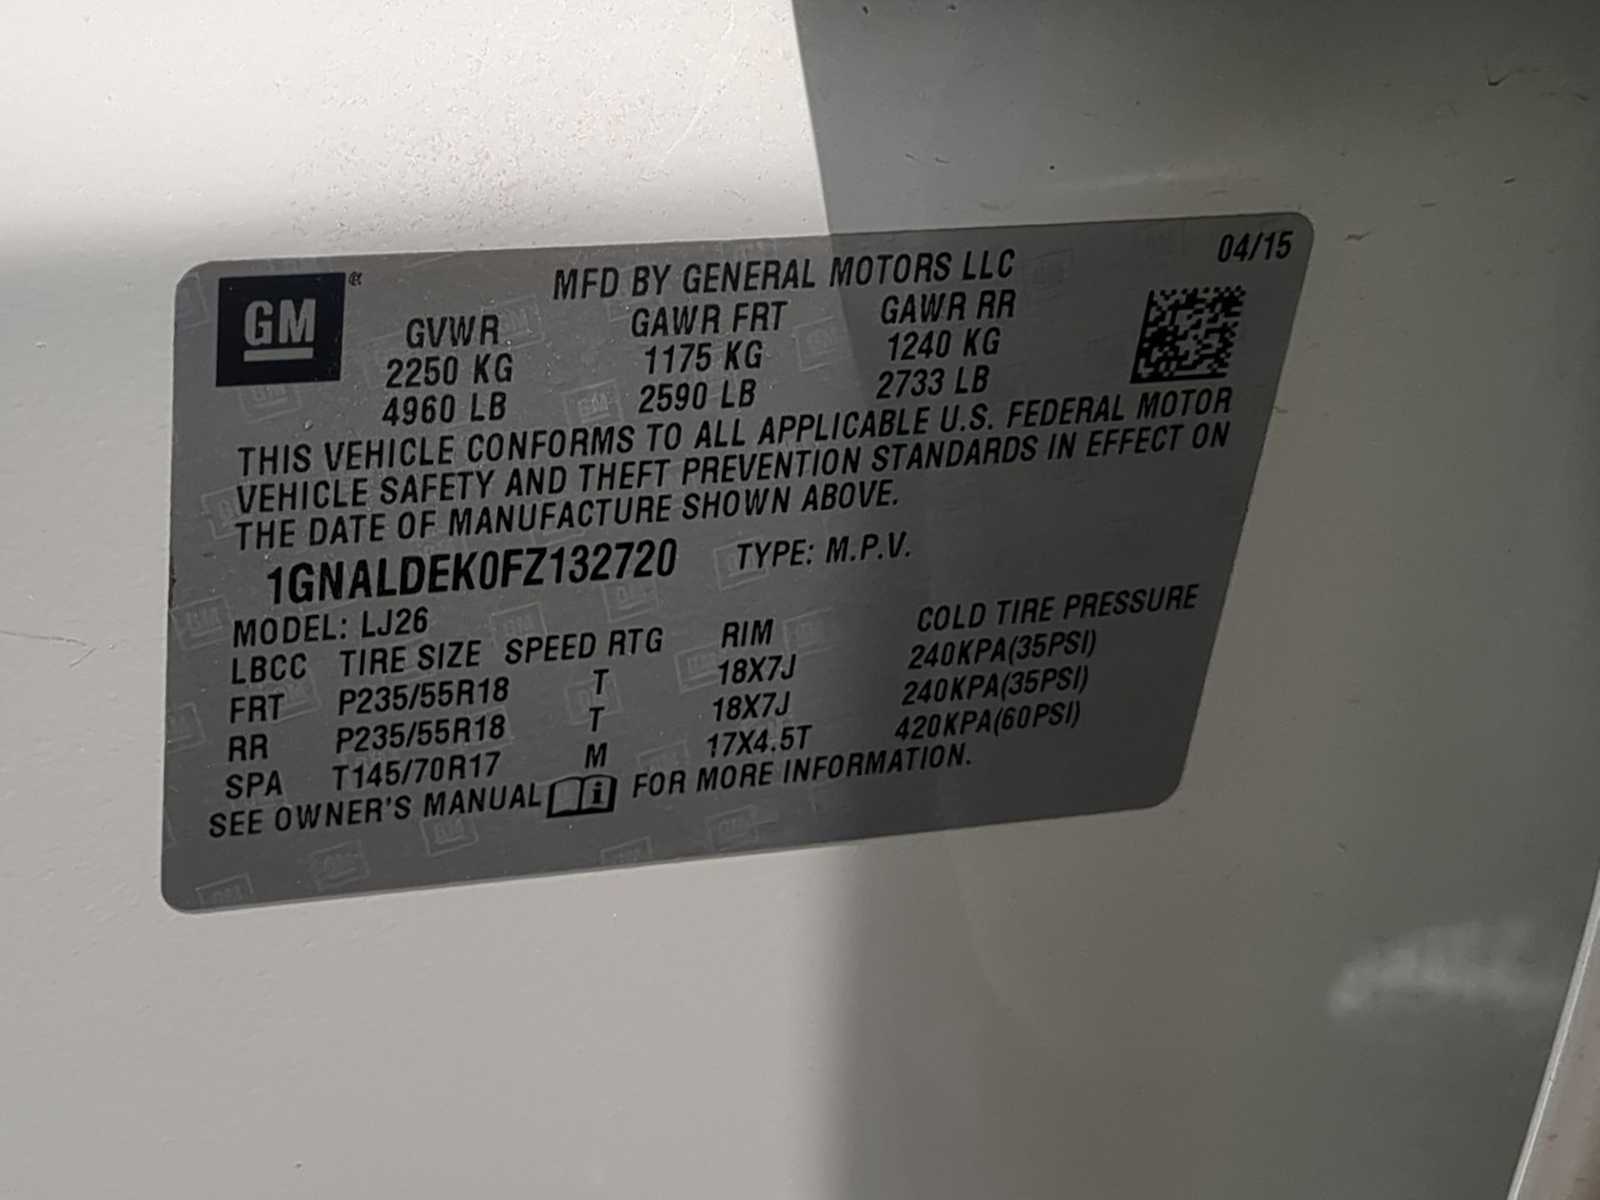 GM
MFD BY GENERAL MOTORS LLC 04/15
GVWR GAWR FRT GAWR RR
2250 KG 1175 KG 1240 KG
4960 LB 2590 LB 2733 LB
THIS VEHICLE CONFORMS TO ALL APPLICABLE U.S. FEDERAL MOTOR
VEHICLE SAFETY AND THEFT PREVENTION STANDARDS IN EFFECT ON
THE DATE OF MANUFACTURE SHOWN ABOVE.
1GNALDEK0FZ132720 TYPE: M.P.V.
MODEL: LJ26
LBCC TIRE SIZE SPEED RTG RIM COLD TIRE PRESSURE
FRT P235/55R18 T 18X7J 240KPA(35PSI)
RR P235/55R18 T 18X7J 240KPA(35PSI)
SPA T145/70R17 M 17X4.5T 420KPA(60PSI)
SEE OWNER'S MANUAL i FOR MORE INFORMATION.